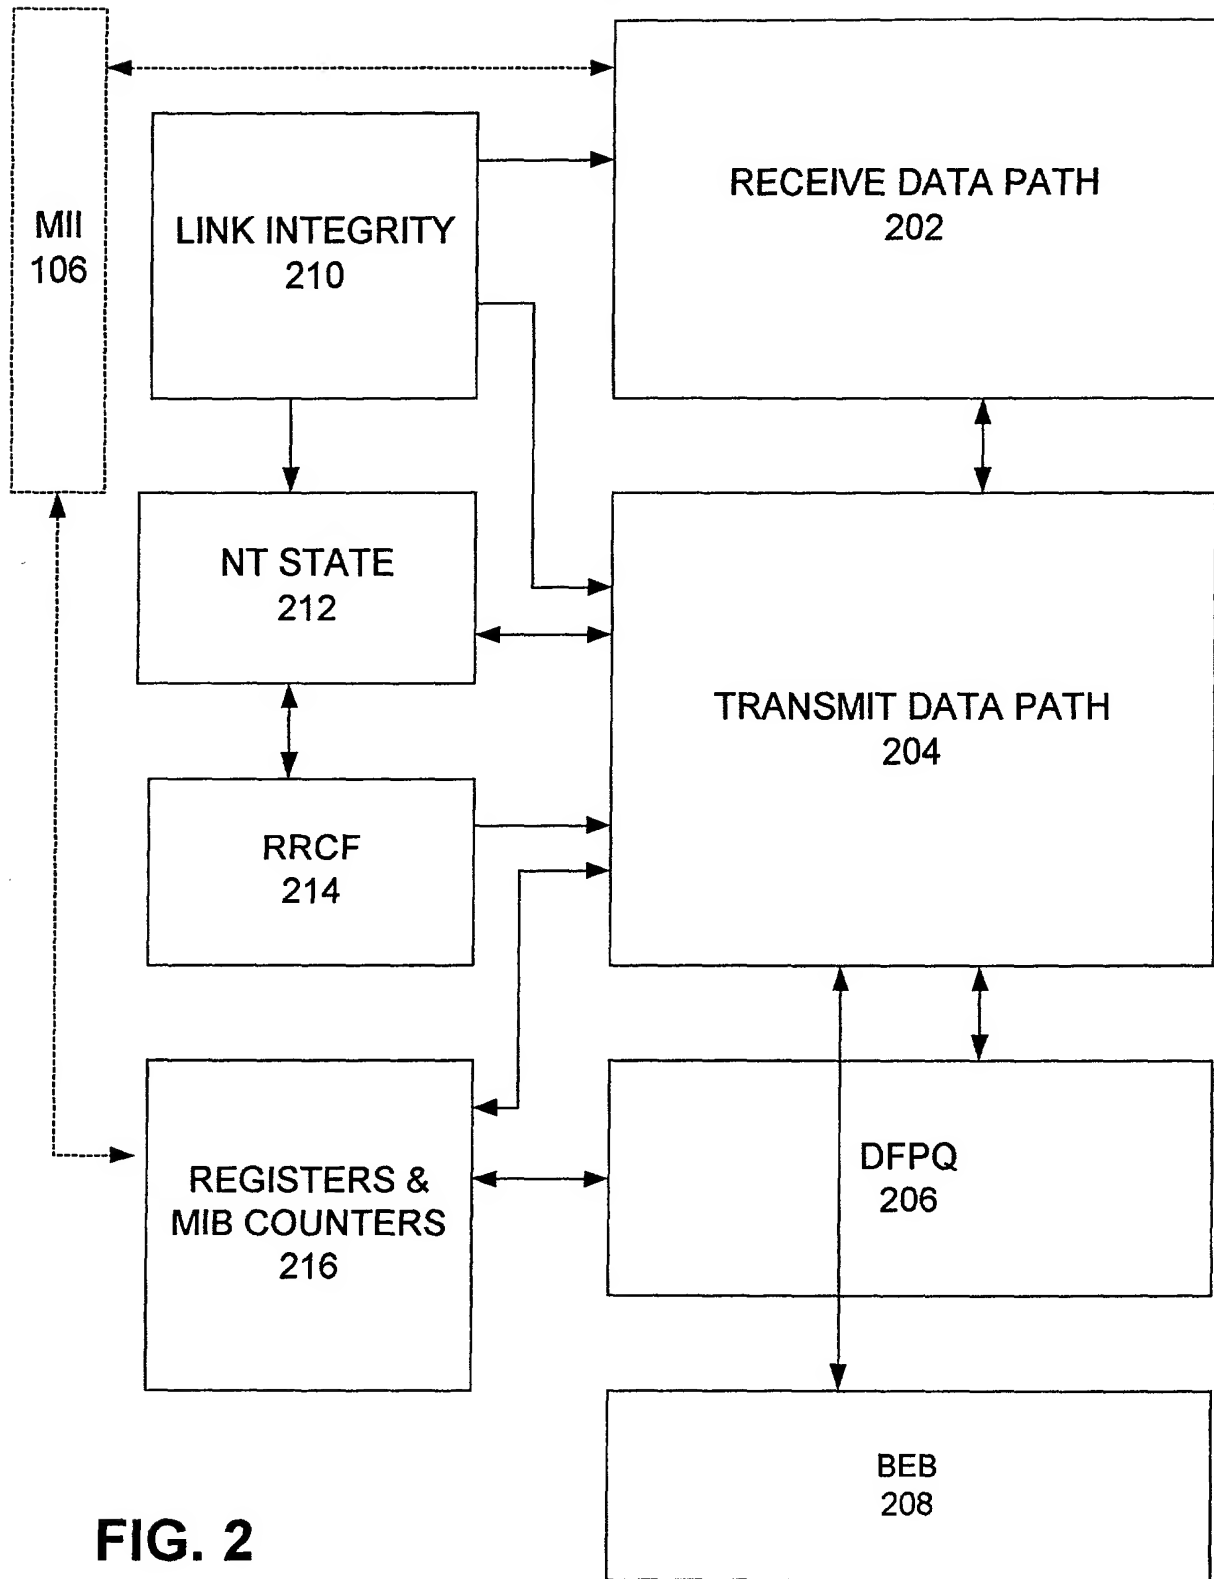 MII
106
LINK INTEGRITY
210
RECEIVE DATA PATH
202
NT STATE
212
TRANSMIT DATA PATH
204
RRCF
214
REGISTERS &
MIB COUNTERS
216
DFPQ
206
BEB
208
FIG. 2